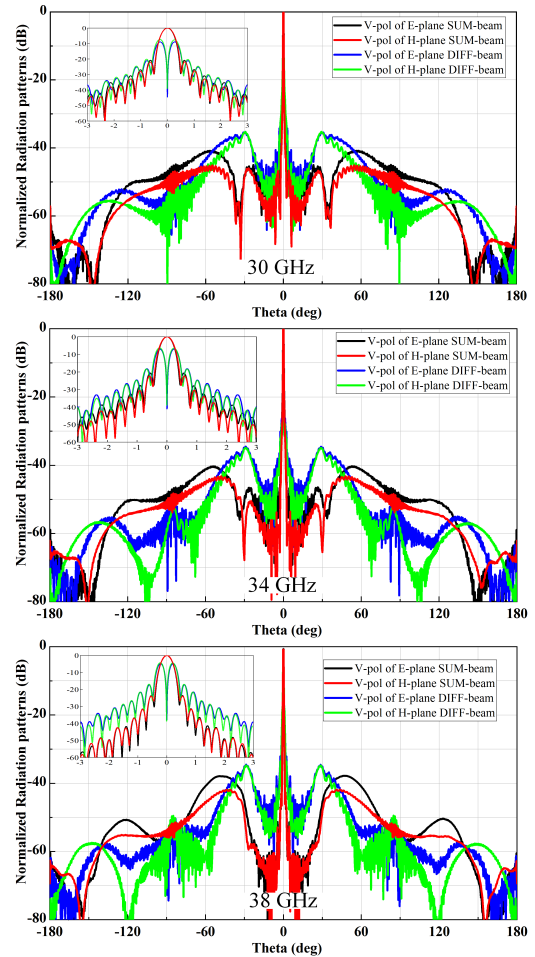 Normalized Radiation patterns (dB)
0
-20
-40
-60
-80
0
-10
-20
-30
-40
-50
-60
-3 -2 -1 0 1 2 3
V-pol of E-plane SUM-beam
V-pol of H-plane SUM-beam
V-pol of E-plane DIFF-beam
V-pol of H-plane DIFF-beam
30 GHz
-180 -120 -60 0 60 120 180
Theta (deg)
Normalized Radiation patterns (dB)
0
-20
-40
-60
-80
0
-10
-20
-30
-40
-50
-60
-3 -2 -1 0 1 2 3
V-pol of E-plane SUM-beam
V-pol of H-plane SUM-beam
V-pol of E-plane DIFF-beam
V-pol of H-plane DIFF-beam
34 GHz
-180 -120 -60 0 60 120 180
Theta (deg)
Normalized Radiation patterns (dB)
0
-20
-40
-60
-80
0
-10
-20
-30
-40
-50
-60
-3 -2 -1 0 1 2 3
V-pol of E-plane SUM-beam
V-pol of H-plane SUM-beam
V-pol of E-plane DIFF-beam
V-pol of H-plane DIFF-beam
38 GHz
-180 -120 -60 0 60 120 180
Theta (deg)